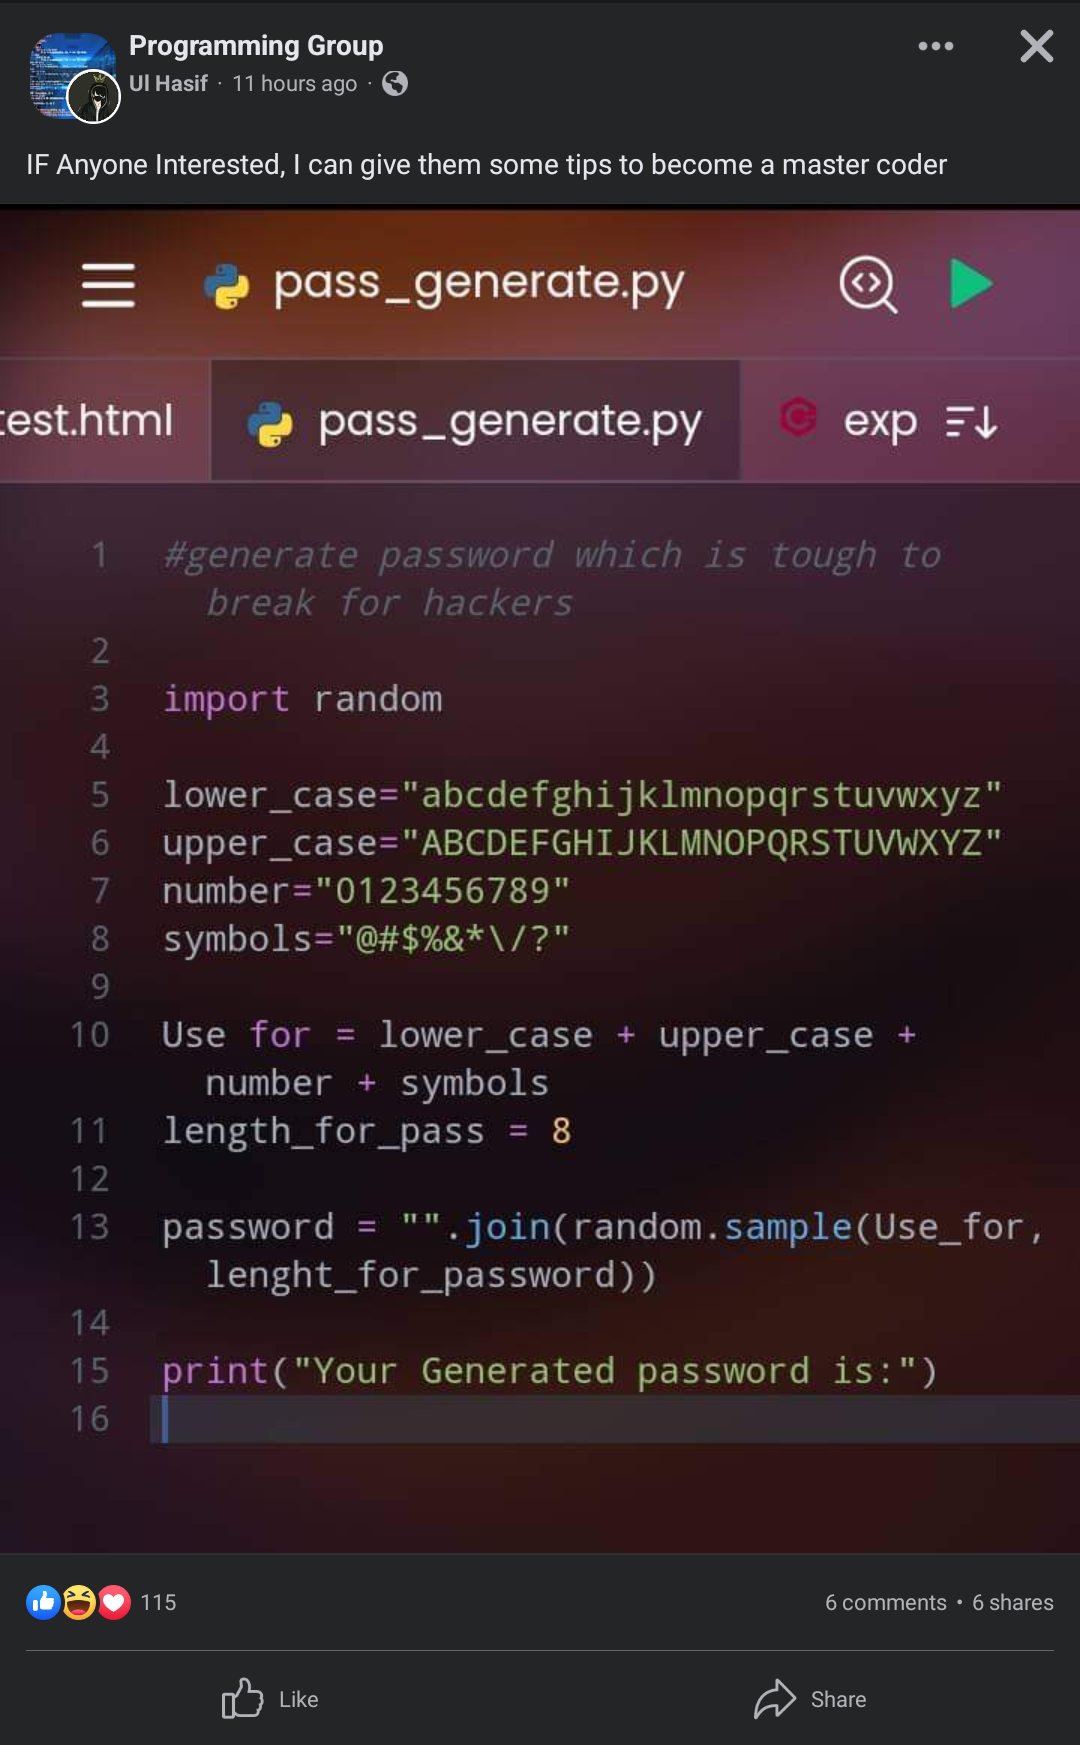 Programming Group
Ul Hasif · 11 hours ago ·
IF Anyone Interested, I can give them some tips to become a master coder
pass_generate.py
test.html
pass_generate.py
exp
1 #generate password which is tough to
break for hackers
2
3 import random
4
5 lower_case="abcdefghijklmnopqrstuvwxyz"
6 upper_case="ABCDEFGHIJKLMNOPQRSTUVWXYZ"
7 number="0123456789"
8 symbols="@#$%&*\/?"
9
10 Use for = lower_case + upper_case +
number + symbols
11 length_for_pass = 8
12
13 password = "".join(random.sample(Use_for,
lenght_for_password))
14
15 print("Your Generated password is:")
16
115
6 comments • 6 shares
Like
Share